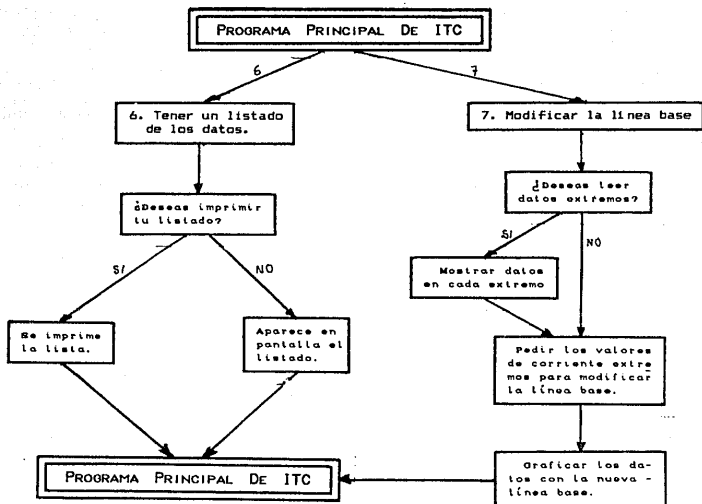 PROGRAMA PRINCIPAL DE ITC
6
7
6. Tener un listado
de los datos.
7. Modificar la linea base
¿Deseas imprimir
tu listado?
¿Deseas leer
datos extremos?
SI
NO
SI
NO
Mostrar datos
en cada extremo
Se imprime
la lista.
Aparece en
pantalla el
listado.
Pedir los valores
de corriente extre
mos para modificar
la línea base.
PROGRAMA PRINCIPAL DE ITC
Graficar los da-
tos con la nueva -
línea base.